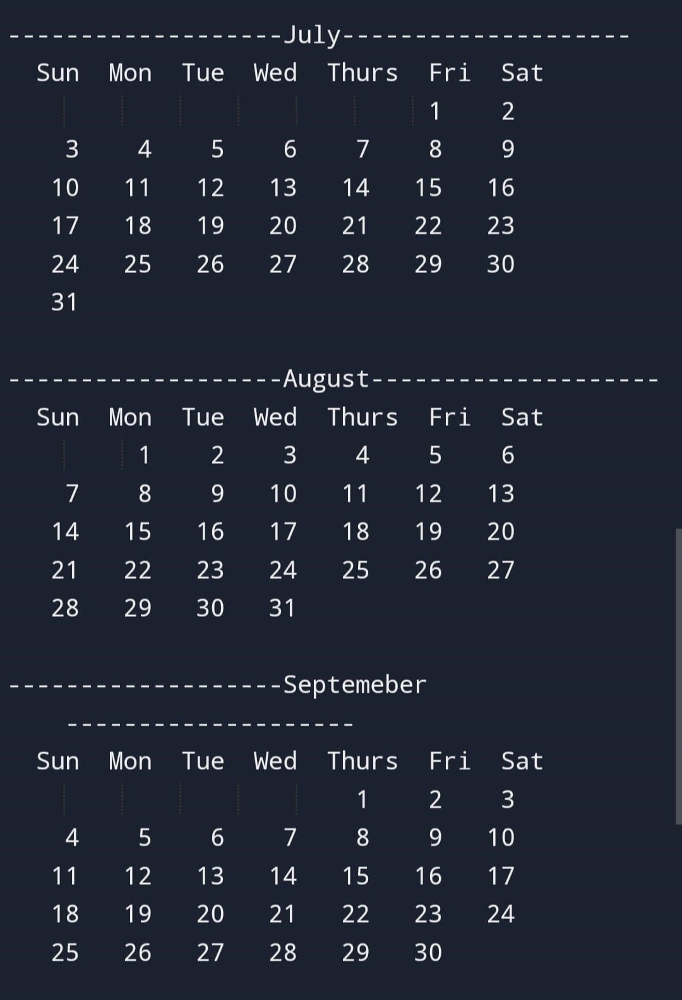 -------------------July--------------------
Sun Mon Tue Wed Thurs Fri Sat
1 2
3 4 5 6 7 8 9
10 11 12 13 14 15 16
17 18 19 20 21 22 23
24 25 26 27 28 29 30
31
-------------------August--------------------
Sun Mon Tue Wed Thurs Fri Sat
1 2 3 4 5 6
7 8 9 10 11 12 13
14 15 16 17 18 19 20
21 22 23 24 25 26 27
28 29 30 31
-------------------Septemeber
--------------------
Sun Mon Tue Wed Thurs Fri Sat
1 2 3
4 5 6 7 8 9 10
11 12 13 14 15 16 17
18 19 20 21 22 23 24
25 26 27 28 29 30